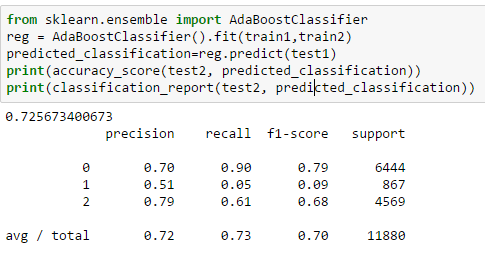 from sklearn.ensemble import AdaBoostClassifier
reg = AdaBoostClassifier().fit(train1,train2)
predicted_classification=reg.predict(test1)
print(accuracy_score(test2, predicted_classification))
print(classification_report(test2, predicted_classification))
0.725673400673
precision recall f1-score support
0 0.70 0.90 0.79 6444
1 0.51 0.05 0.09 867
2 0.79 0.61 0.68 4569
avg / total 0.72 0.73 0.70 11880